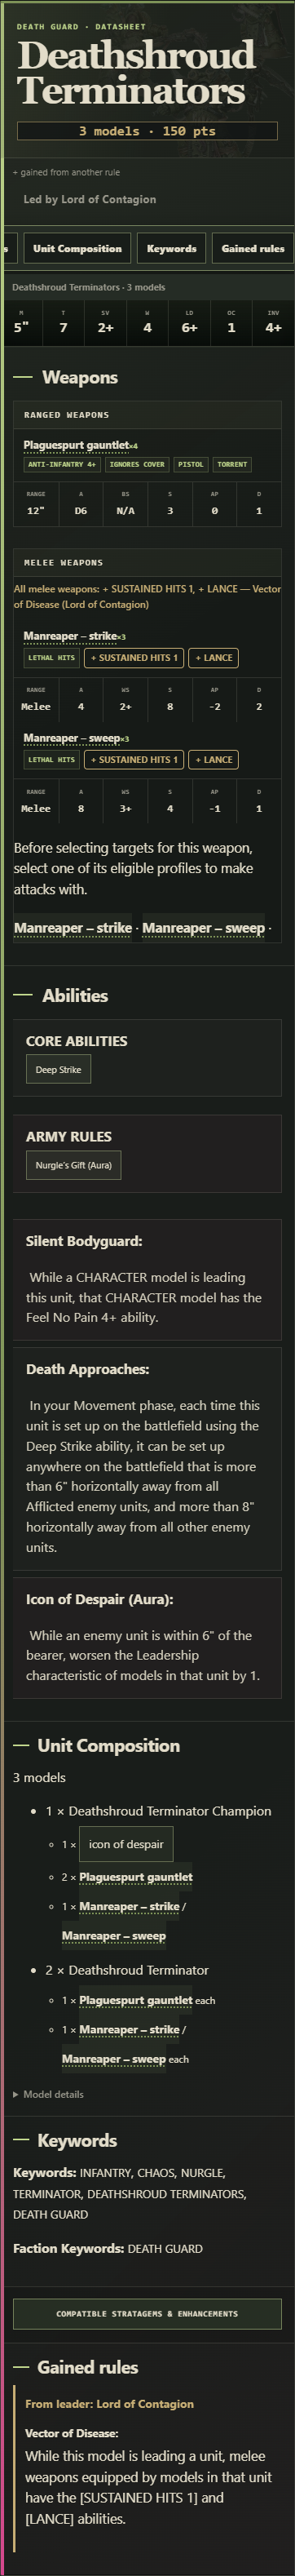 DEATH GUARD · DATASHEET
Deathshroud
Terminators
3 models · 150 pts
+ gained from another rule
Led by Lord of Contagion
s
Unit Composition
Keywords
Gained rules
Deathshroud Terminators · 3 models
M T SV W LD OC INV
5" 7 2+ 4 6+ 1 4+
Weapons
RANGED WEAPONS
Plaguespurt gauntlet×4
ANTI-INFANTRY 4+ IGNORES COVER PISTOL TORRENT
RANGE A BS S AP D
12" D6 N/A 3 0 1
MELEE WEAPONS
All melee weapons: + SUSTAINED HITS 1, + LANCE — Vector
of Disease (Lord of Contagion)
Manreaper – strike×3
LETHAL HITS + SUSTAINED HITS 1 + LANCE
RANGE A WS S AP D
Melee 4 2+ 8 -2 2
Manreaper – sweep×3
LETHAL HITS + SUSTAINED HITS 1 + LANCE
RANGE A WS S AP D
Melee 8 3+ 4 -1 1
Before selecting targets for this weapon,
select one of its eligible profiles to make
attacks with.
Manreaper – strike · Manreaper – sweep ·
Abilities
CORE ABILITIES
Deep Strike
ARMY RULES
Nurgle's Gift (Aura)
Silent Bodyguard:
While a CHARACTER model is leading
this unit, that CHARACTER model has the
Feel No Pain 4+ ability.
Death Approaches:
In your Movement phase, each time this
unit is set up on the battlefield using the
Deep Strike ability, it can be set up
anywhere on the battlefield that is more
than 6" horizontally away from all
Afflicted enemy units, and more than 8"
horizontally away from all other enemy
units.
Icon of Despair (Aura):
While an enemy unit is within 6" of the
bearer, worsen the Leadership
characteristic of models in that unit by 1.
Unit Composition
3 models
• 1 × Deathshroud Terminator Champion
◦ 1 × icon of despair
◦ 2 × Plaguespurt gauntlet
◦ 1 × Manreaper – strike /
Manreaper – sweep
• 2 × Deathshroud Terminator
◦ 1 × Plaguespurt gauntlet each
◦ 1 × Manreaper – strike /
Manreaper – sweep each
▶ Model details
Keywords
Keywords: INFANTRY, CHAOS, NURGLE,
TERMINATOR, DEATHSHROUD TERMINATORS,
DEATH GUARD
Faction Keywords: DEATH GUARD
COMPATIBLE STRATAGEMS & ENHANCEMENTS
Gained rules
From leader: Lord of Contagion
Vector of Disease:
While this model is leading a unit, melee
weapons equipped by models in that unit
have the [SUSTAINED HITS 1] and
[LANCE] abilities.